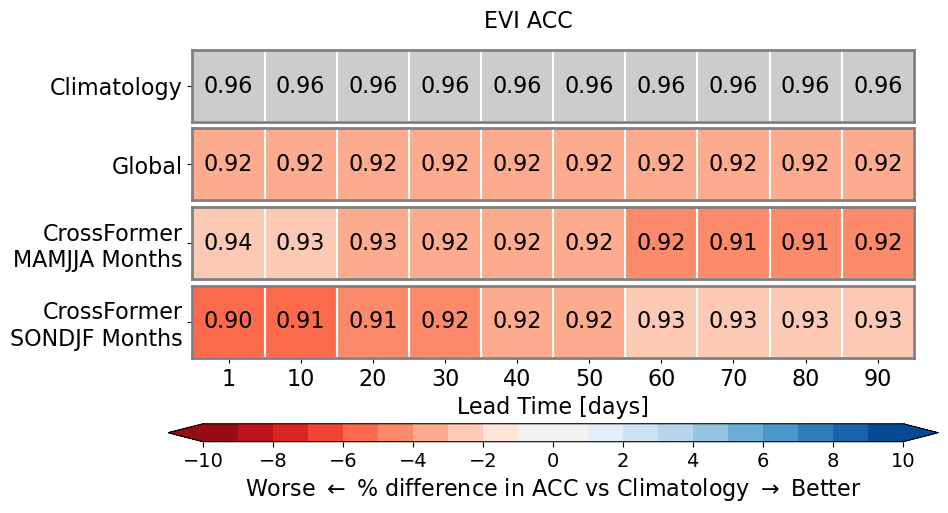 EVI ACC
Climatology 0.96 0.96 0.96 0.96 0.96 0.96 0.96 0.96 0.96 0.96
Global 0.92 0.92 0.92 0.92 0.92 0.92 0.92 0.92 0.92 0.92
CrossFormer
MAMJJA Months 0.94 0.93 0.93 0.92 0.92 0.92 0.92 0.91 0.91 0.92
CrossFormer
SONDJF Months 0.90 0.91 0.91 0.92 0.92 0.92 0.93 0.93 0.93 0.93
1 10 20 30 40 50 60 70 80 90
Lead Time [days]
−10 −8 −6 −4 −2 0 2 4 6 8 10
Worse ← % difference in ACC vs Climatology → Better